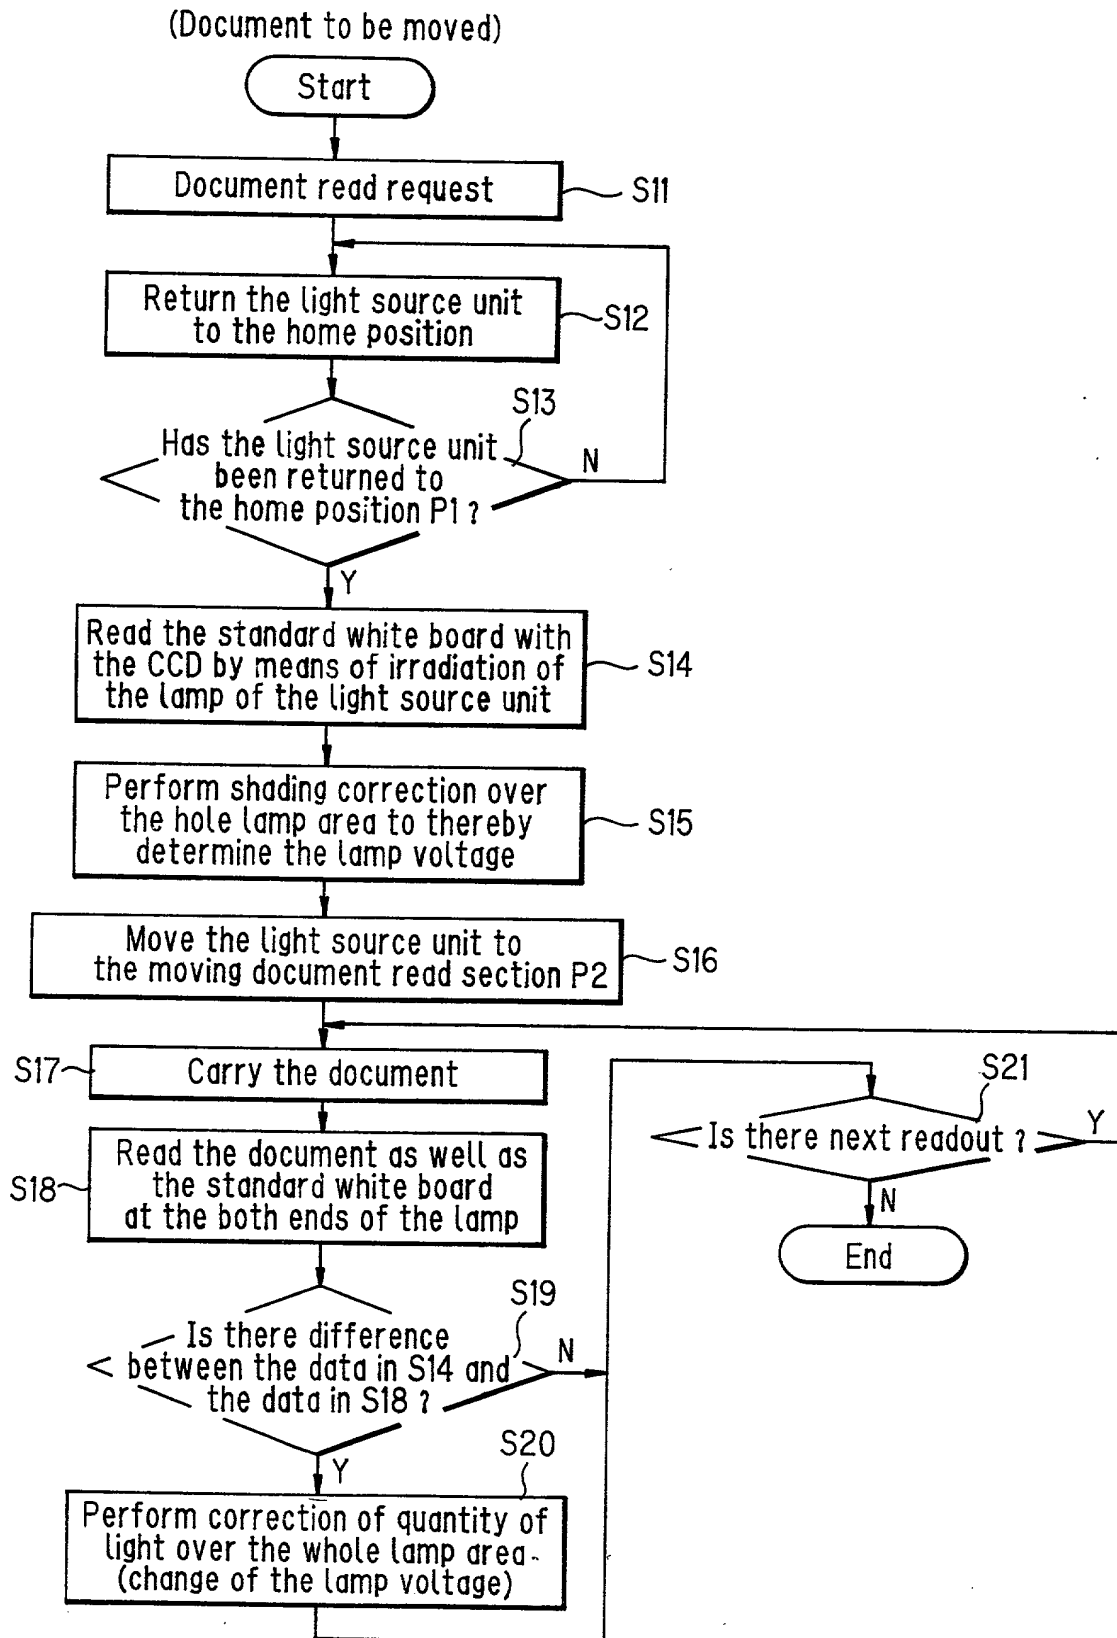 (Document to be moved)
Start
Document read request
S11
Return the light source unit
to the home position
S12
S13
Has the light source unit
been returned to
the home position P1 ?
N
Y
Read the standard white board with
the CCD by means of irradiation of
the lamp of the light source unit
S14
Perform shading correction over
the hole lamp area to thereby
determine the lamp voltage
S15
Move the light source unit to
the moving document read section P2
S16
S17
Carry the document
S18
Read the document as well as
the standard white board
at the both ends of the lamp
S19
Is there difference
between the data in S14 and
the data in S18 ?
N
Y
S20
Perform correction of quantity of
light over the whole lamp area
(change of the lamp voltage)
S21
Is there next readout ?
Y
N
End